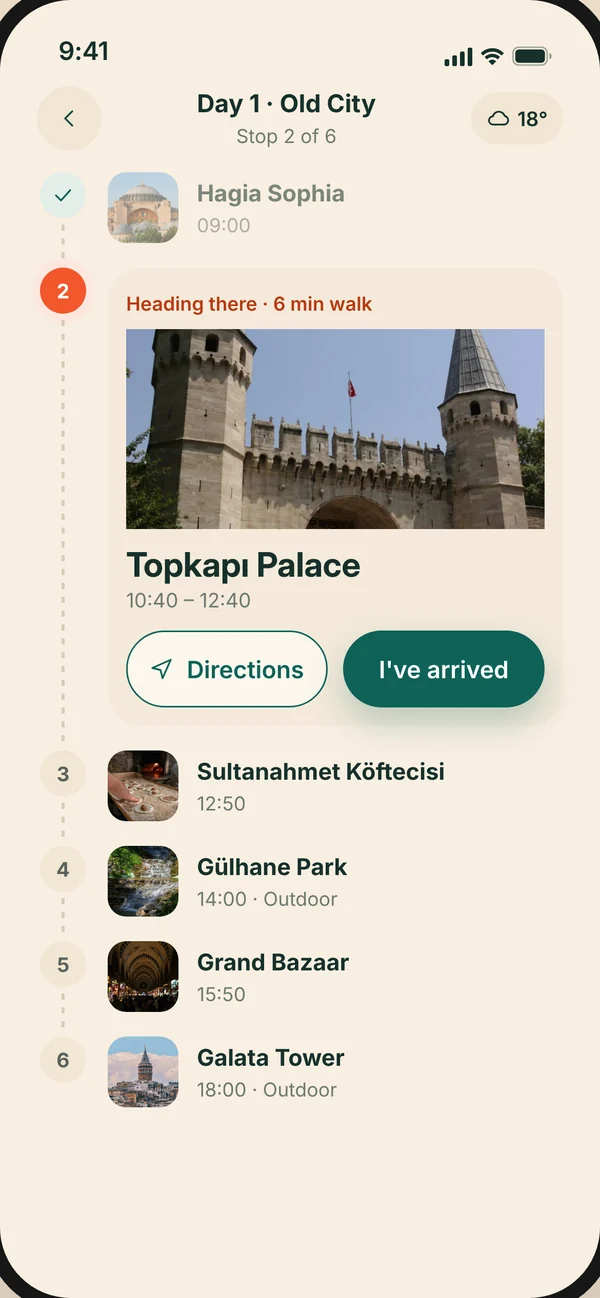 9:41
Day 1 · Old City
Stop 2 of 6
18°
Hagia Sophia
09:00
2
Heading there · 6 min walk
Topkapı Palace
10:40 – 12:40
Directions
I've arrived
3
Sultanahmet Köftecisi
12:50
4
Gülhane Park
14:00 · Outdoor
5
Grand Bazaar
15:50
6
Galata Tower
18:00 · Outdoor